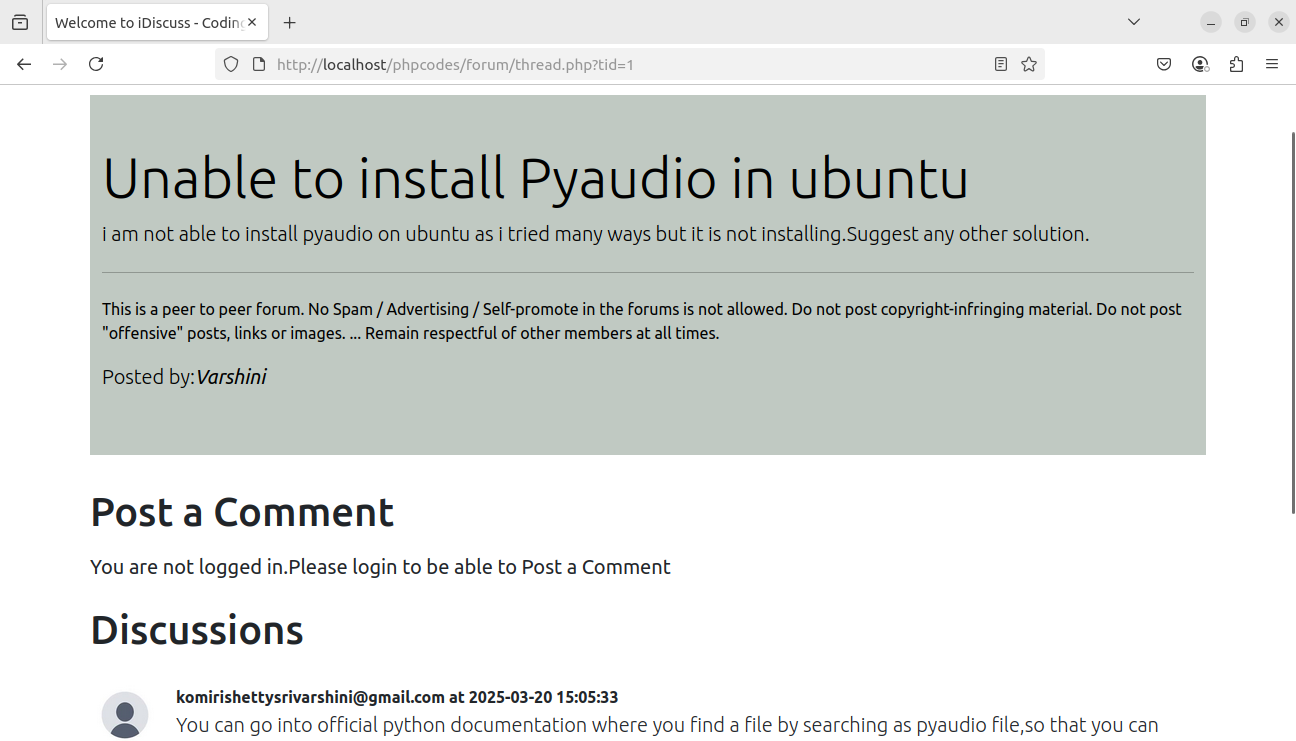 Welcome to iDiscuss - Coding
http://localhost/phpcodes/forum/thread.php?tid=1
Unable to install Pyaudio in ubuntu
i am not able to install pyaudio on ubuntu as i tried many ways but it is not installing.Suggest any other solution.
This is a peer to peer forum. No Spam / Advertising / Self-promote in the forums is not allowed. Do not post copyright-infringing material. Do not post
"offensive" posts, links or images. ... Remain respectful of other members at all times.
Posted by:Varshini
Post a Comment
You are not logged in.Please login to be able to Post a Comment
Discussions
komirishettysrivarshini@gmail.com at 2025-03-20 15:05:33
You can go into official python documentation where you find a file by searching as pyaudio file,so that you can